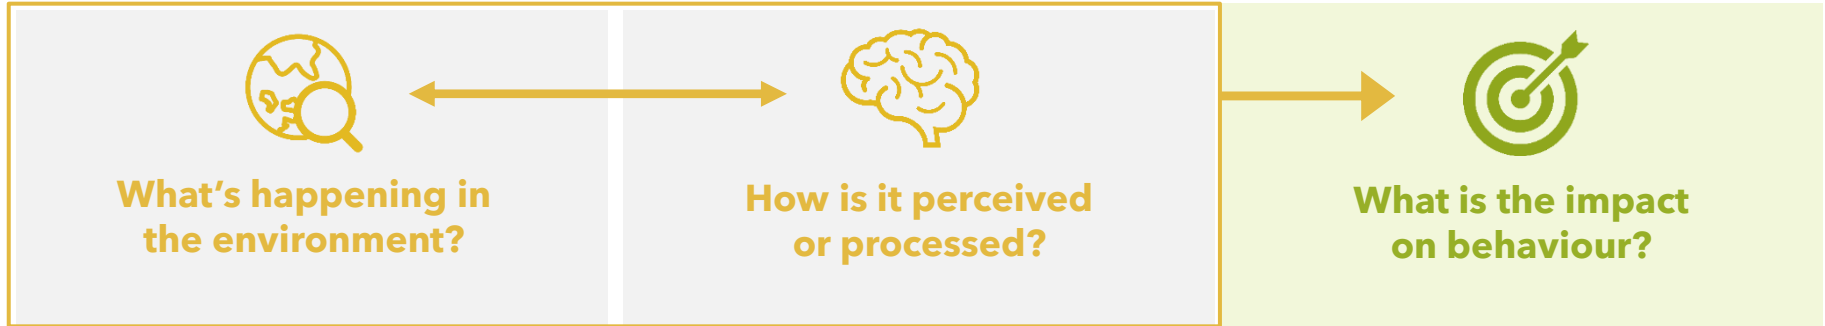 What’s happening in
the environment?
How is it perceived
or processed?
What is the impact
on behaviour?